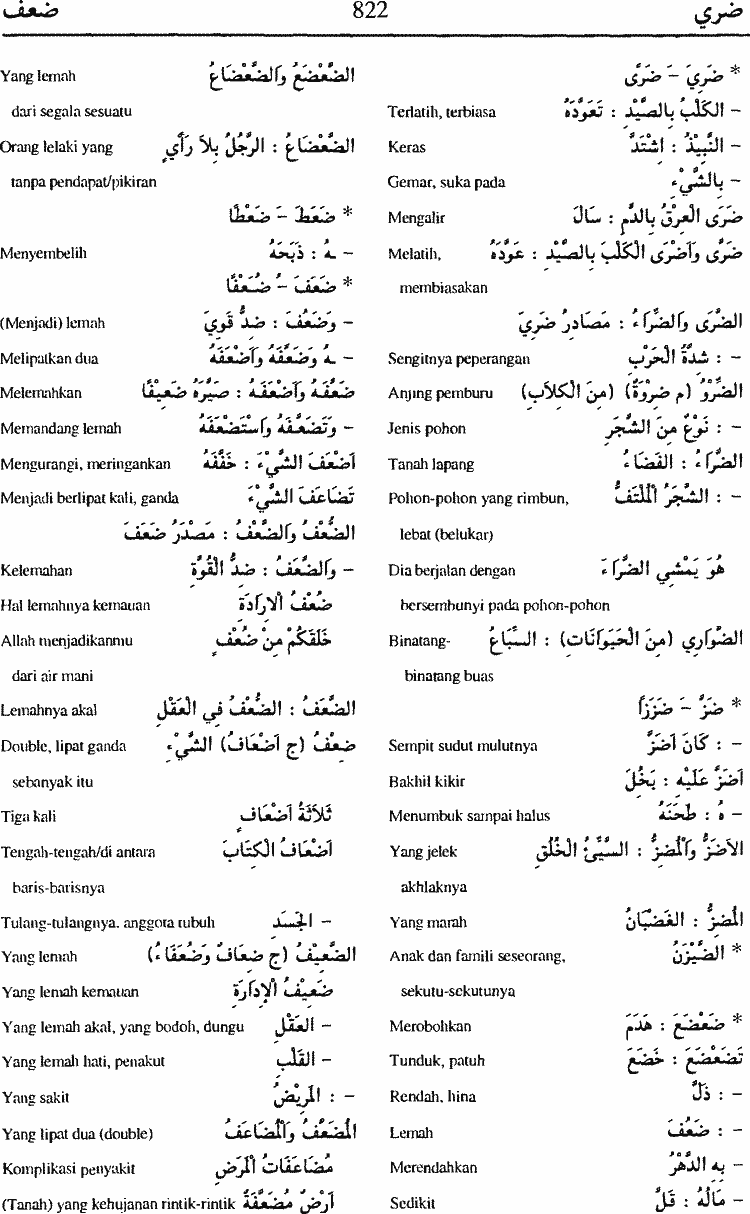 ضري 822 ضعف
* ضَرِيَ – ضَرًى
– الكَلْبُ بِالصَّيْدِ : تَعَوَّدَهُ Terlatih, terbiasa
– النَّبِيْذُ : اشْتَدَّ Keras
– بِالشَّيْءِ Gemar, suka pada
ضَرَى الْعِرْقُ بِالدَّمِ : سَالَ Mengalir
ضَرَّى وَاَضْرَى الْكَلْبَ بِالصَّيْدِ : عَوَّدَهُ Melatih,
membiasakan
الضَّرَى وَالضَّرَاءُ : مَصَادِرُ ضَرِيَ
– : شِدَّةُ الْحَرْبِ Sengitnya peperangan
الضِّرْوُ (م ضِرْوَةٌ) (مِنَ الْكِلاَبِ) Anjing pemburu
– : نَوْعٌ مِنَ الشَّجَرِ Jenis pohon
الضَّرَاءُ : الفَضَاءُ Tanah lapang
– : الشَّجَرُ الْمُلْتَفُّ Pohon-pohon yang rimbun,
lebat (belukar)
هُوَ يَمْشِي الضَّرَاءَ Dia berjalan dengan
bersembunyi pada pohon-pohon
الضَّوَارِي (مِنَ الْحَيَوَانَاتِ) : السِّبَاعُ Binatang-
binatang buas
* ضَزَّ – ضَزَزًا
– : كَانَ اَضَزَّ Sempit sudut mulutnya
اَضَزَّ عَلَيْهِ : بَخُلَ Bakhil kikir
– هُ : طَحَنَهُ Menumbuk sampai halus
الاَضَزُّ وَالْمُضِزُّ : السَّيِّئُ الْخُلُقِ Yang jelek
akhlaknya
الْمُضِزُّ : الغَضْبَانُ Yang marah
* الضَّيْزَنُ Anak dan famili seseorang,
sekutu-sekutunya
* ضَعْضَعَ : هَدَمَ Merobohkan
تَضَعْضَعَ : خَضَعَ Tunduk, patuh
– : ذَلَّ Rendah, hina
– : ضَعُفَ Lemah
– بِهِ الدَّهْرُ Merendahkan
– مَالُهُ : قَلَّ Sedikit
الضَّعْضَعُ وَالضَّعْضَاعُ Yang lemah
dari segala sesuatu
الضَّعْضَاعُ : الرَّجُلُ بِلاَ رَأْيٍ Orang lelaki yang
tanpa pendapat/pikiran
* ضَعَطَ – ضَعْطًا
– ـهُ : ذَبَحَهُ Menyembelih
* ضَعَفَ – ضُعْفًا
– وَضَعُفَ : ضِدُّ قَوِيَ (Menjadi) lemah
– ـهُ وَضَعَّفَهُ وَاَضْعَفَهُ Melipatkan dua
ضَعَّفَهُ وَاَضْعَفَهُ : صَيَّرَهُ ضَعِيفًا Melemahkan
– وَتَضَعَّفَهُ وَاسْتَضْعَفَهُ Memandang lemah
اَضْعَفَ الشَّيْءَ : خَفَّفَهُ Mengurangi, meringankan
تَضَاعَفَ الشَّيْءُ Menjadi berlipat kali, ganda
الضُّعْفُ وَالضَّعْفُ : مَصْدَرُ ضَعَفَ
– وَالضَّعَفُ : ضِدُّ الْقُوَّةِ Kelemahan
ضُعْفُ الْاِرَادَةِ Hal lemahnya kemauan
خَلَقَكُمْ مِنْ ضُعْفٍ Allah menjadikanmu
dari air mani
الضَّعَفُ : الضُّعْفُ فِي الْعَقْلِ Lemahnya akal
ضِعْفُ (ج اَضْعَافٌ) الشَّيْءِ Double, lipat ganda
sebanyak itu
ثَلَاثَةُ اَضْعَافٍ Tiga kali
اَضْعَافُ الْكِتَابِ Tengah-tengah/di antara
baris-barisnya
– الْجَسَدِ Tulang-tulangnya. anggota tubuh
الضَّعِيْفُ (ج ضِعَافٌ وَضُعَفَاءُ) Yang lemah
ضَعِيْفُ الإِدَارَةِ Yang lemah kemauan
– العَقْلِ Yang lemah akal, yang bodoh, dungu
– القَلْبِ Yang lemah hati, penakut
– : الْمَرِيْضُ Yang sakit
الْمُضَعَّفُ وَالْمُضَاعَفُ Yang lipat dua (double)
مُضَاعَفَاتُ الْمَرَضِ Komplikasi penyakit
اَرْضٌ مُضَعَّفَةٌ (Tanah) yang kehujanan rintik-rintik